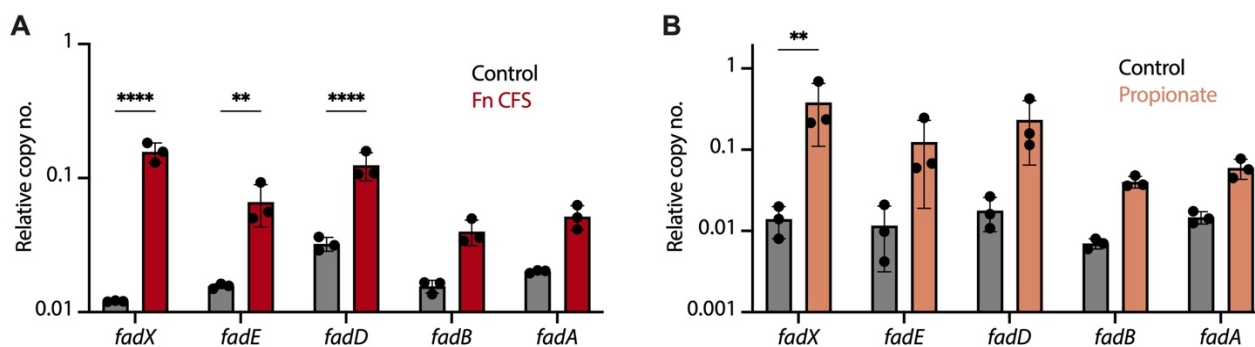 A
Relative copy no.
1
0.1
0.01
****
**
****
Control
Fn CFS
fadX
fadE
fadD
fadB
fadA
B
Relative copy no.
1
0.1
0.01
0.001
**
Control
Propionate
fadX
fadE
fadD
fadB
fadA